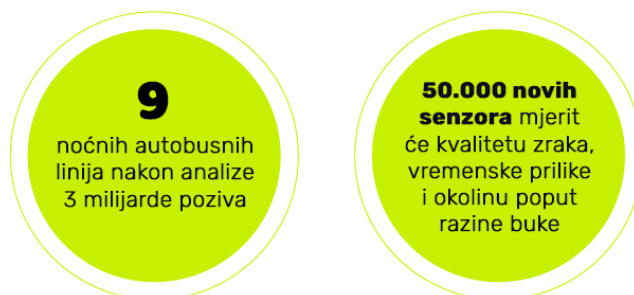 9
noćnih autobusnih
linija nakon analize
3 milijarde poziva
50.000 novih
senzora mjerit
će kvalitetu zraka,
vremenske prilike
i okolinu poput
razine buke